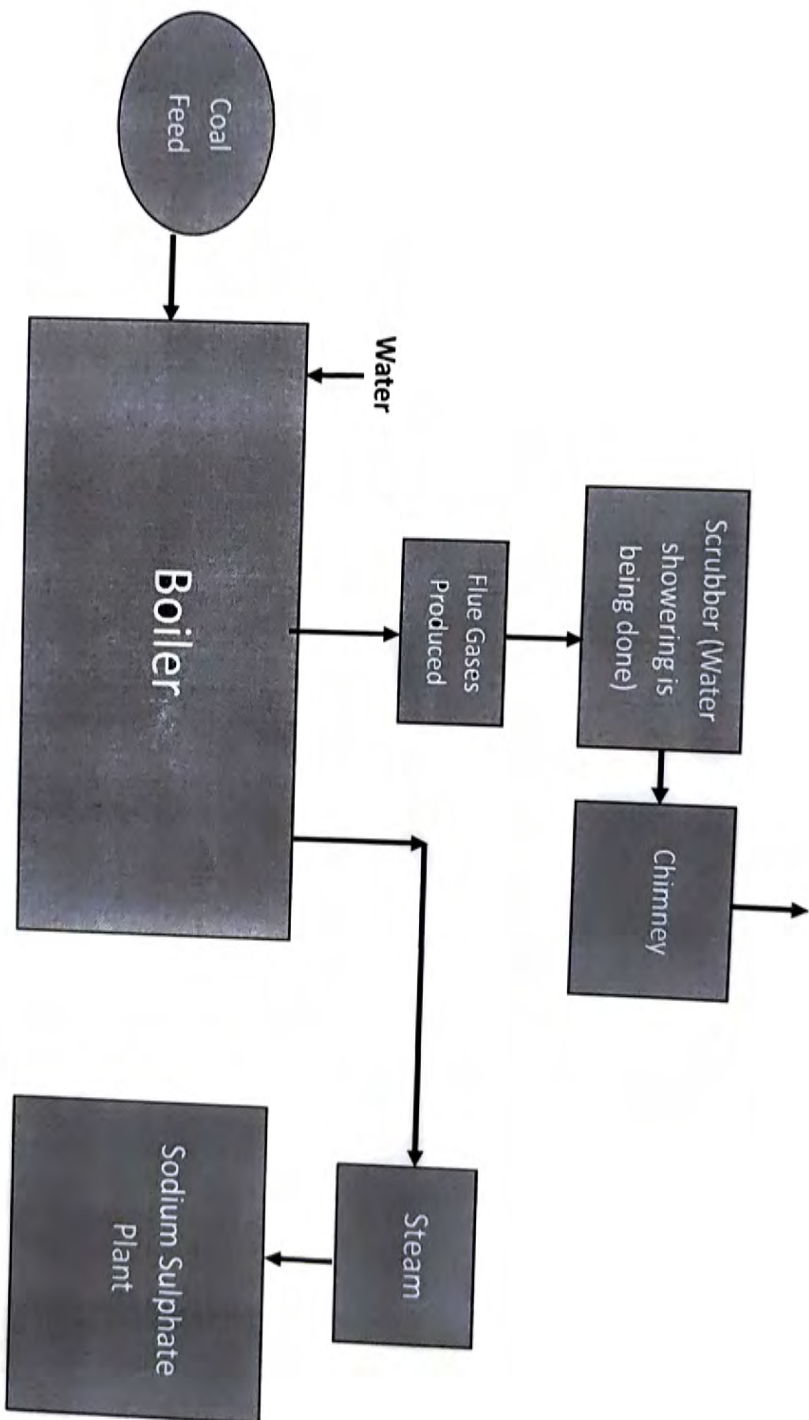 Scrubber (Water
showering is
being done)
Chimney
Flue Gases
Produced
Water
Steam
Coal
Feed
Boiler
Sodium Sulphate
Plant